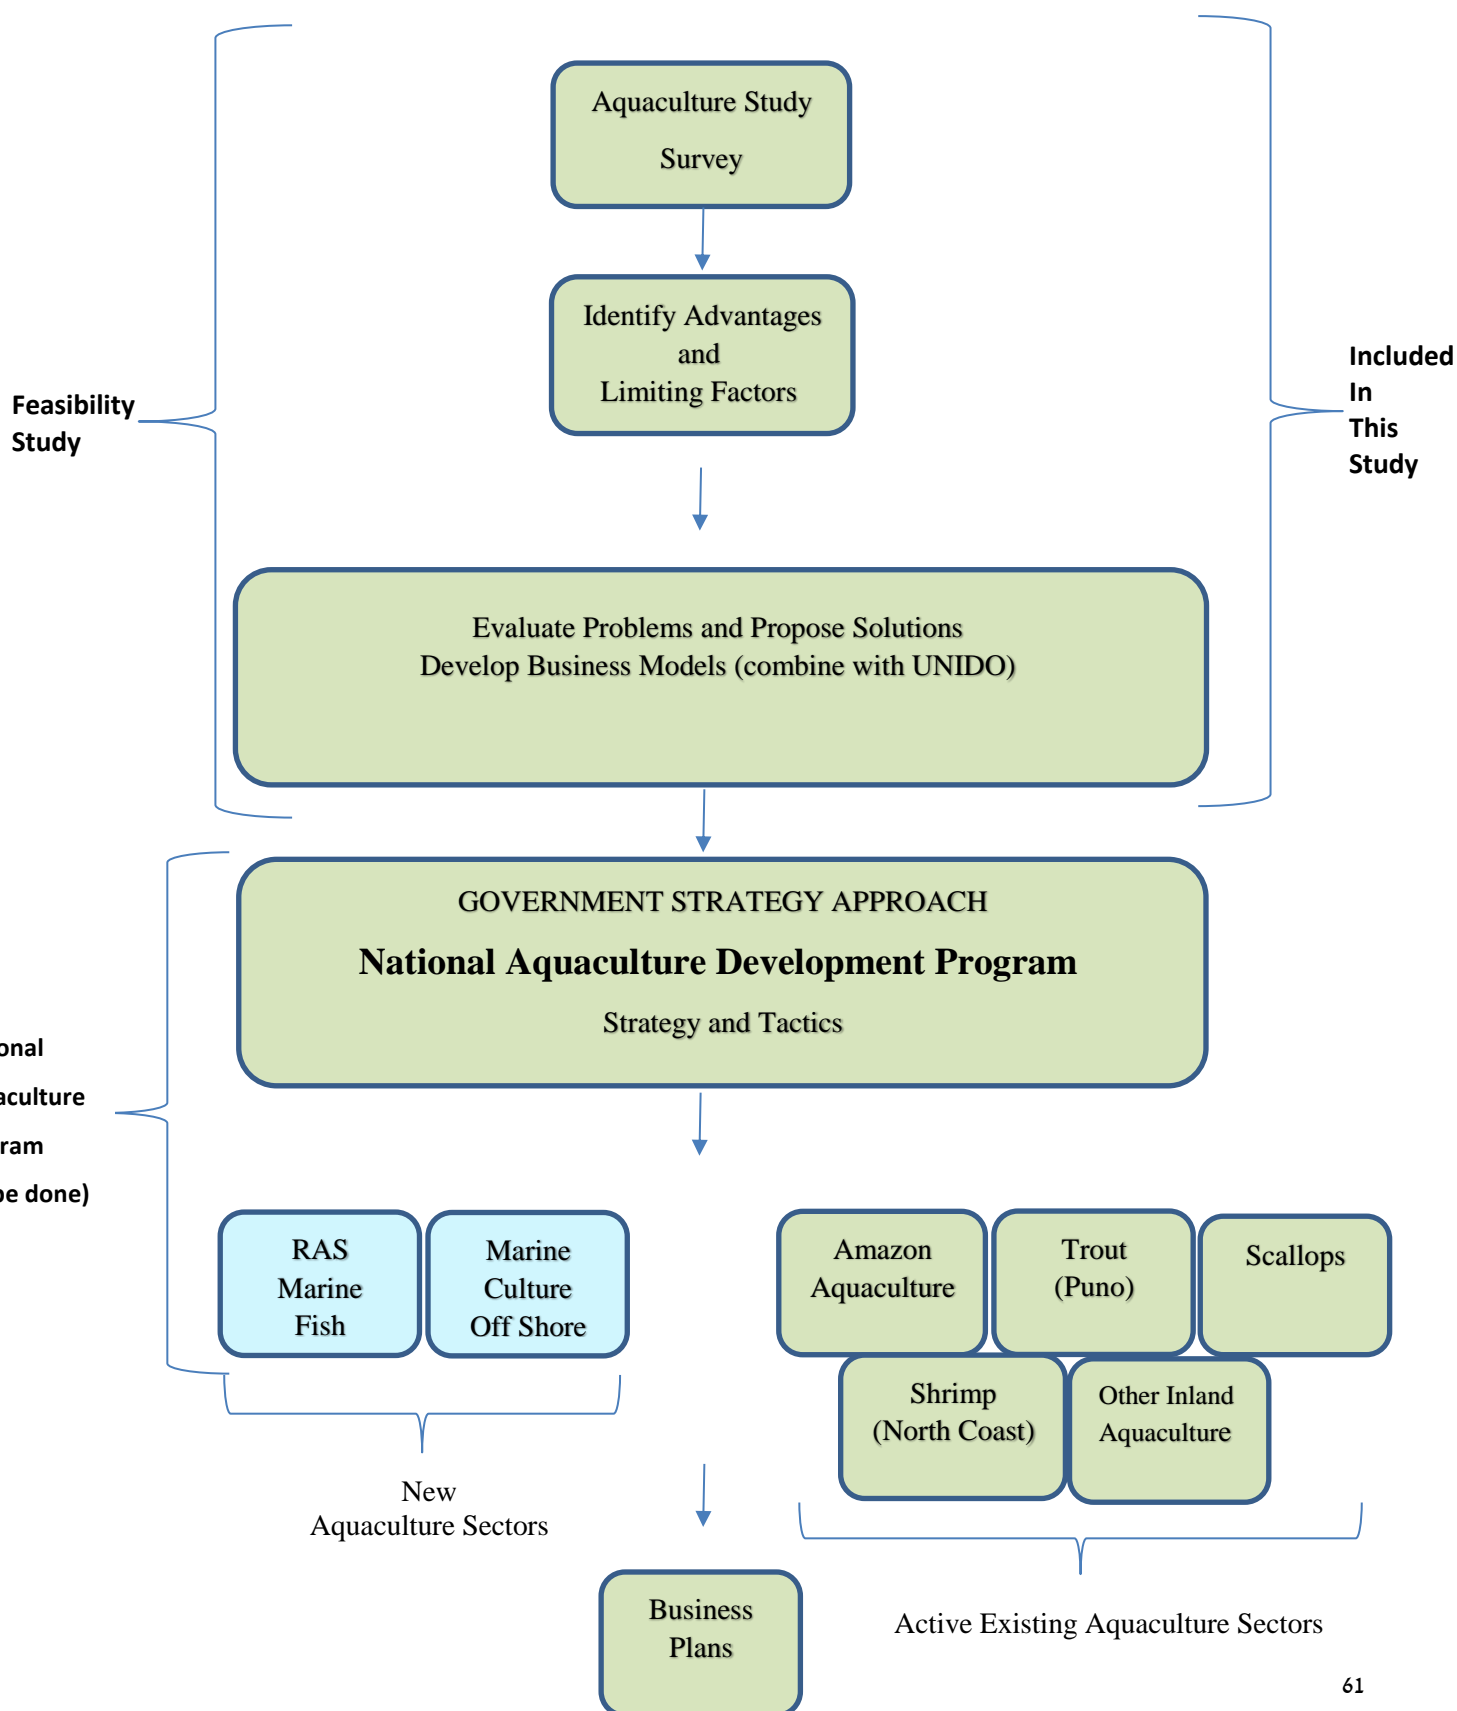 Aquaculture Study
Survey
Identify Advantages
and
Limiting Factors
Feasibility
Study
Included
In
This
Study
Evaluate Problems and Propose Solutions
Develop Business Models (combine with UNIDO)
GOVERNMENT STRATEGY APPROACH
National Aquaculture Development Program
Strategy and Tactics
onal
aculture
ram
be done)
RAS
Marine
Fish
Marine
Culture
Off Shore
Amazon
Aquaculture
Trout
(Puno)
Scallops
Shrimp
(North Coast)
Other Inland
Aquaculture
New
Aquaculture Sectors
Active Existing Aquaculture Sectors
Business
Plans
61